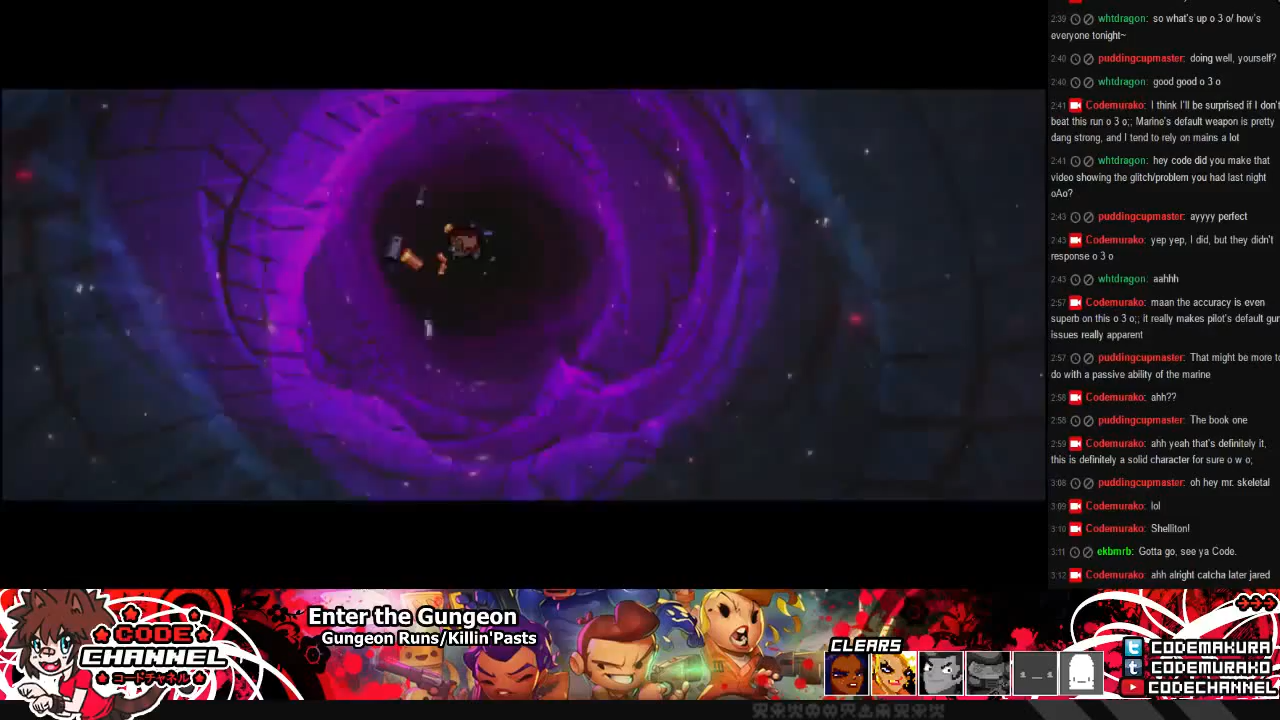 2:39 whtdragon: so what's up o 3 o/ how's
everyone tonight~
2:40 puddingcupmaster: doing well, yourself?
2:40 whtdragon: good good o 3 o
2:41 Codemurako: I think I'll be surprised if I don't
beat this run o 3 o;; Marine's default weapon is pretty
dang strong, and I tend to rely on mains a lot
2:41 whtdragon: hey code did you make that
video showing the glitch/problem you had last night
oAo?
2:43 puddingcupmaster: ayyyy perfect
2:43 Codemurako: yep yep, I did, but they didn't
response o 3 o
2:43 whtdragon: aahhh
2:57 Codemurako: maan the accuracy is even
superb on this o 3 o;; it really makes pilot's default gun
issues really apparent
2:57 puddingcupmaster: That might be more to
do with a passive ability of the marine
2:58 Codemurako: ahh??
2:58 puddingcupmaster: The book one
2:59 Codemurako: ahh yeah that's definitely it,
this is definitely a solid character for sure o w o;
3:08 puddingcupmaster: oh hey mr. skeletal
3:09 Codemurako: lol
3:10 Codemurako: Shelliton!
3:11 ekbmrb: Gotta go, see ya Code.
3:12 Codemurako: ahh alright catcha later jared
CODE
CHANNEL
コードチャネル
Enter the Gungeon
Gungeon Runs/Killin'Pasts
CLEARS
CODEMAKURA
CODEMURAKO
CODECHANNEL